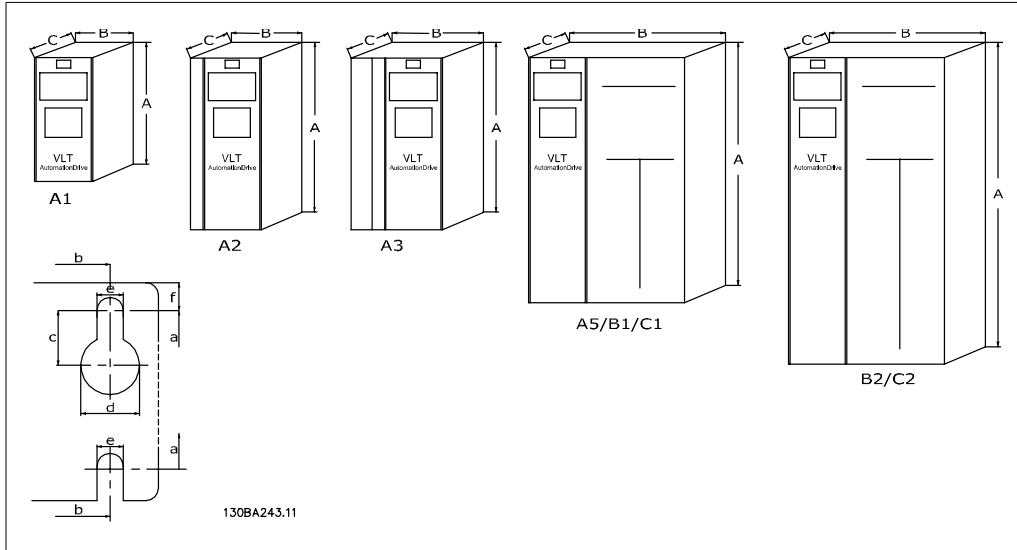 C B
A
VLT
AutomationDrive
A1
C B
A
VLT
AutomationDrive
A2
C B
A
VLT
AutomationDrive
A3
C B
A
VLT
AutomationDrive
A5/B1/C1
C B
A
VLT
AutomationDrive
B2/C2
b
e
f
c
a
d
e
a
b
130BA243.11